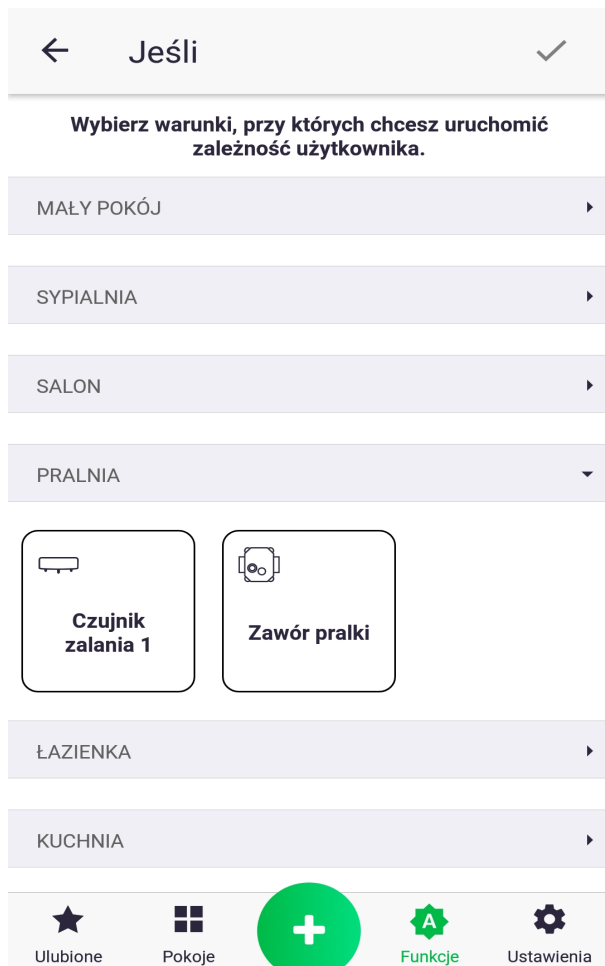 Jeśli
Wybierz warunki, przy których chcesz uruchomić
zależność użytkownika.
MAŁY POKÓJ
SYPIALNIA
SALON
PRALNIA
Czujnik
zalania 1
Zawór pralki
ŁAZIENKA
KUCHNIA
A
Ulubione
Pokoje
Funkcje
Ustawienia